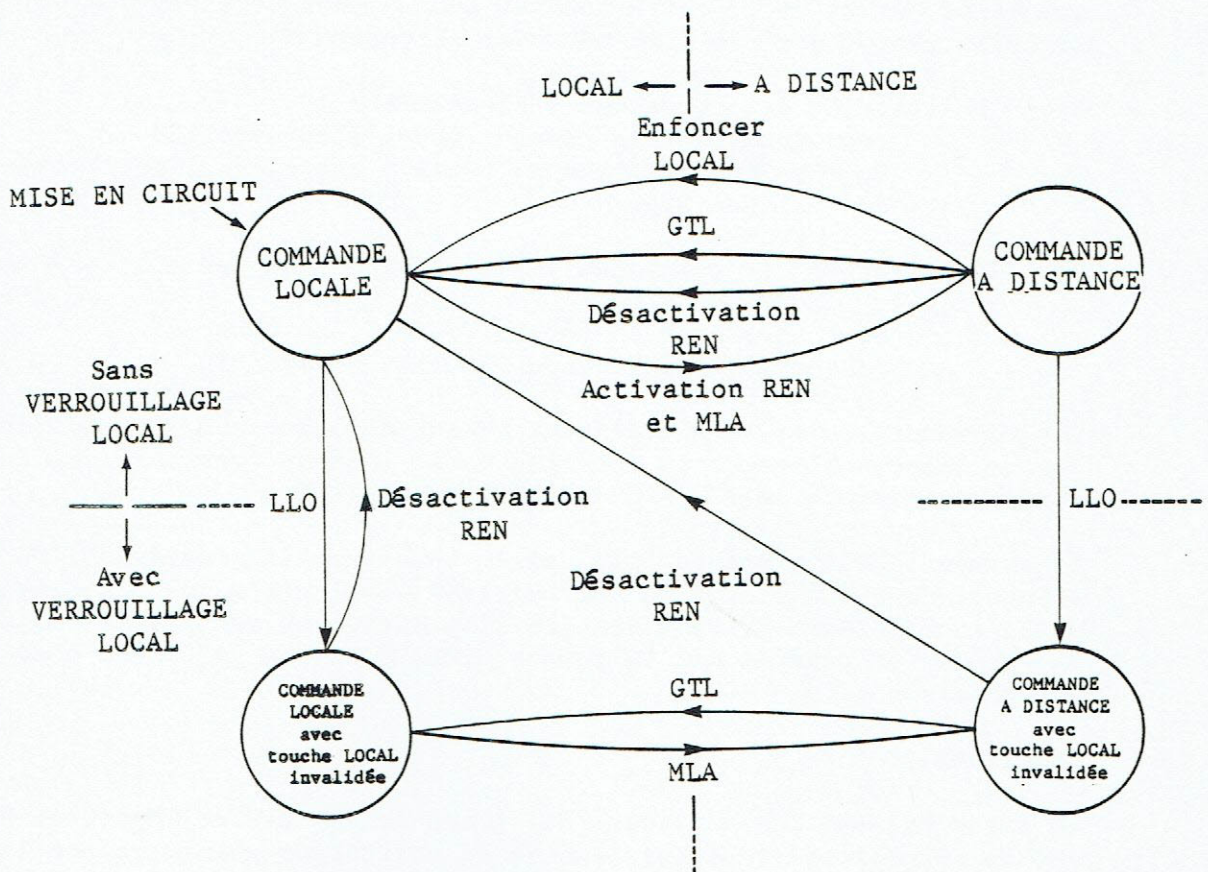 LOCAL
A DISTANCE
Enfoncer
LOCAL
MISE EN CIRCUIT
COMMANDE
LOCALE
GTL
COMMANDE
A DISTANCE
Désactivation
REN
Activation REN
et MLA
Sans
VERROUILLAGE
LOCAL
LLO
Désactivation
REN
LLO
Avec
VERROUILLAGE
LOCAL
Désactivation
REN
COMMANDE
LOCALE
avec
touche LOCAL
invalidée
GTL
MLA
COMMANDE
A DISTANCE
avec
touche LOCAL
invalidée